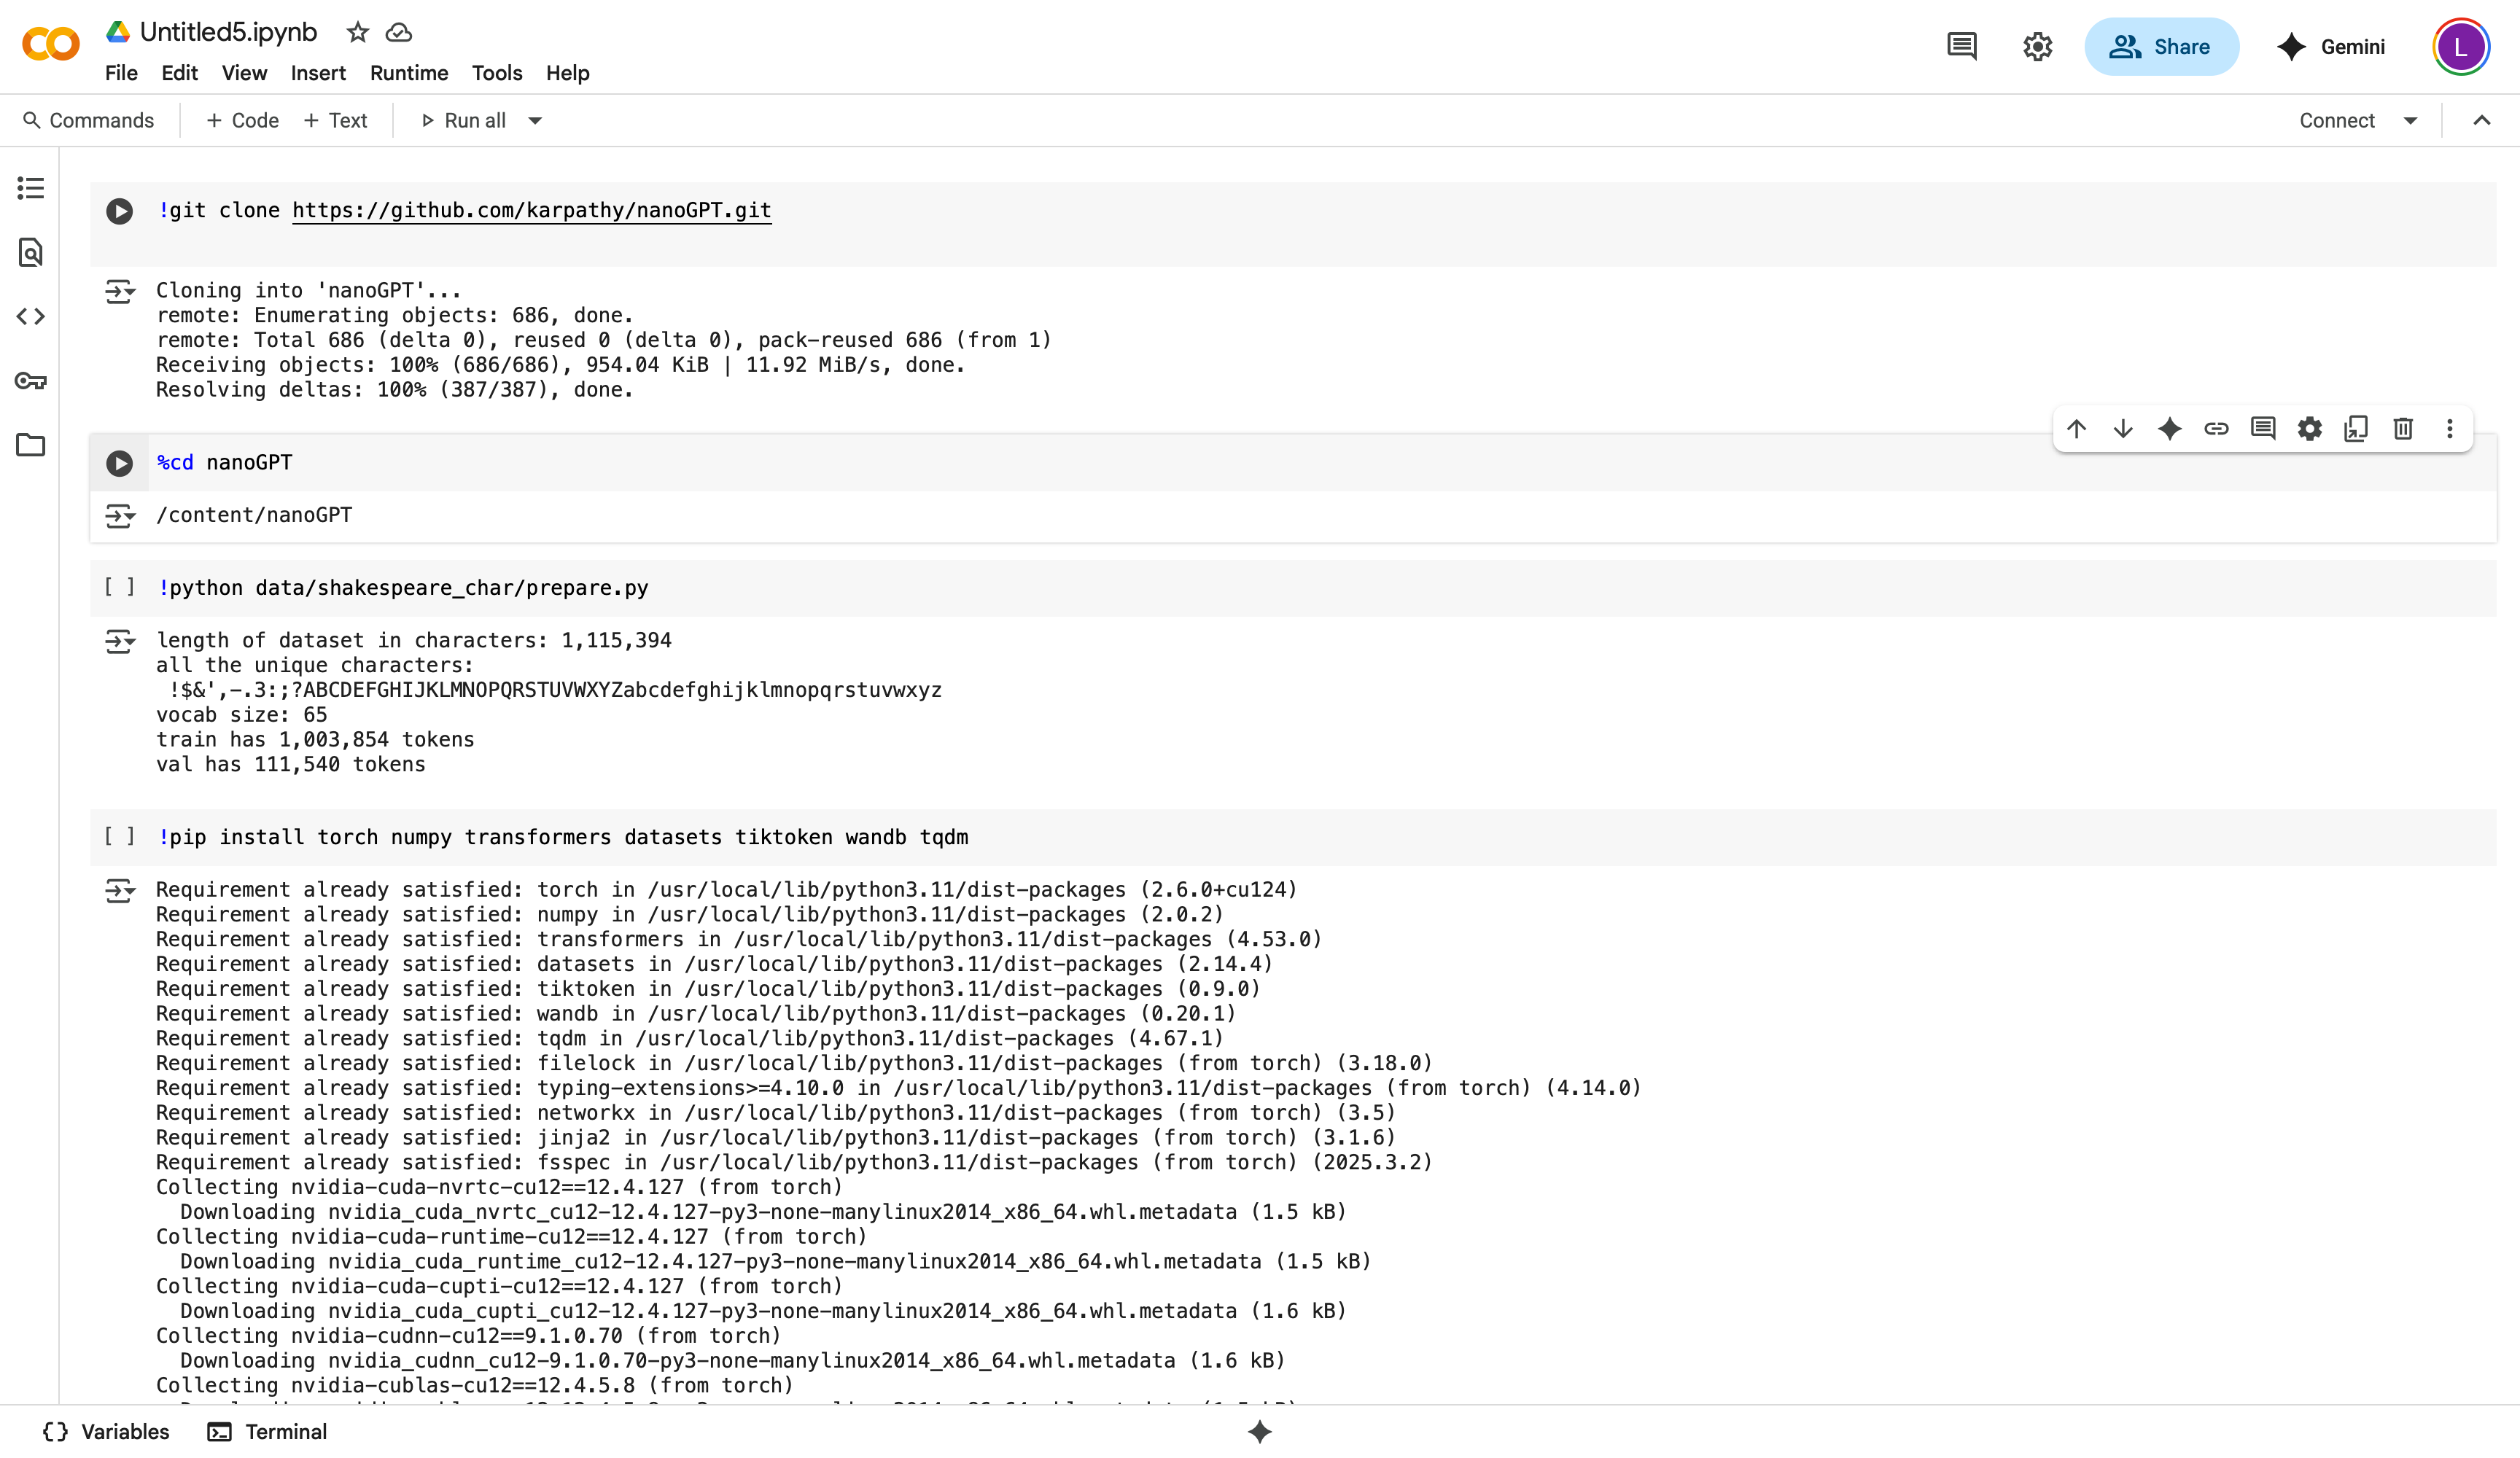 Untitled5.ipynb
File Edit View Insert Runtime Tools Help
Share
Gemini
L
Commands
+ Code + Text
Run all
Connect
!git clone https://github.com/karpathy/nanoGPT.git
Cloning into 'nanoGPT'...
remote: Enumerating objects: 686, done.
remote: Total 686 (delta 0), reused 0 (delta 0), pack-reused 686 (from 1)
Receiving objects: 100% (686/686), 954.04 KiB | 11.92 MiB/s, done.
Resolving deltas: 100% (387/387), done.
%cd nanoGPT
/content/nanoGPT
[ ] !python data/shakespeare_char/prepare.py
length of dataset in characters: 1,115,394
all the unique characters:
 !$&',-.3:;?ABCDEFGHIJKLMNOPQRSTUVWXYZabcdefghijklmnopqrstuvwxyz
vocab size: 65
train has 1,003,854 tokens
val has 111,540 tokens
[ ] !pip install torch numpy transformers datasets tiktoken wandb tqdm
Requirement already satisfied: torch in /usr/local/lib/python3.11/dist-packages (2.6.0+cu124)
Requirement already satisfied: numpy in /usr/local/lib/python3.11/dist-packages (2.0.2)
Requirement already satisfied: transformers in /usr/local/lib/python3.11/dist-packages (4.53.0)
Requirement already satisfied: datasets in /usr/local/lib/python3.11/dist-packages (2.14.4)
Requirement already satisfied: tiktoken in /usr/local/lib/python3.11/dist-packages (0.9.0)
Requirement already satisfied: wandb in /usr/local/lib/python3.11/dist-packages (0.20.1)
Requirement already satisfied: tqdm in /usr/local/lib/python3.11/dist-packages (4.67.1)
Requirement already satisfied: filelock in /usr/local/lib/python3.11/dist-packages (from torch) (3.18.0)
Requirement already satisfied: typing-extensions>=4.10.0 in /usr/local/lib/python3.11/dist-packages (from torch) (4.14.0)
Requirement already satisfied: networkx in /usr/local/lib/python3.11/dist-packages (from torch) (3.5)
Requirement already satisfied: jinja2 in /usr/local/lib/python3.11/dist-packages (from torch) (3.1.6)
Requirement already satisfied: fsspec in /usr/local/lib/python3.11/dist-packages (from torch) (2025.3.2)
Collecting nvidia-cuda-nvrtc-cu12==12.4.127 (from torch)
  Downloading nvidia_cuda_nvrtc_cu12-12.4.127-py3-none-manylinux2014_x86_64.whl.metadata (1.5 kB)
Collecting nvidia-cuda-runtime-cu12==12.4.127 (from torch)
  Downloading nvidia_cuda_runtime_cu12-12.4.127-py3-none-manylinux2014_x86_64.whl.metadata (1.5 kB)
Collecting nvidia-cuda-cupti-cu12==12.4.127 (from torch)
  Downloading nvidia_cuda_cupti_cu12-12.4.127-py3-none-manylinux2014_x86_64.whl.metadata (1.6 kB)
Collecting nvidia-cudnn-cu12==9.1.0.70 (from torch)
  Downloading nvidia_cudnn_cu12-9.1.0.70-py3-none-manylinux2014_x86_64.whl.metadata (1.6 kB)
Collecting nvidia-cublas-cu12==12.4.5.8 (from torch)
Variables
Terminal